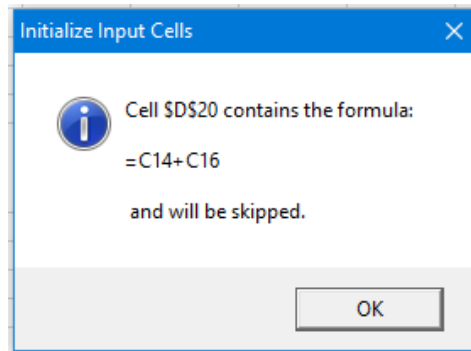 Initialize Input Cells
Cell $D$20 contains the formula:
=C14+C16
and will be skipped.
OK